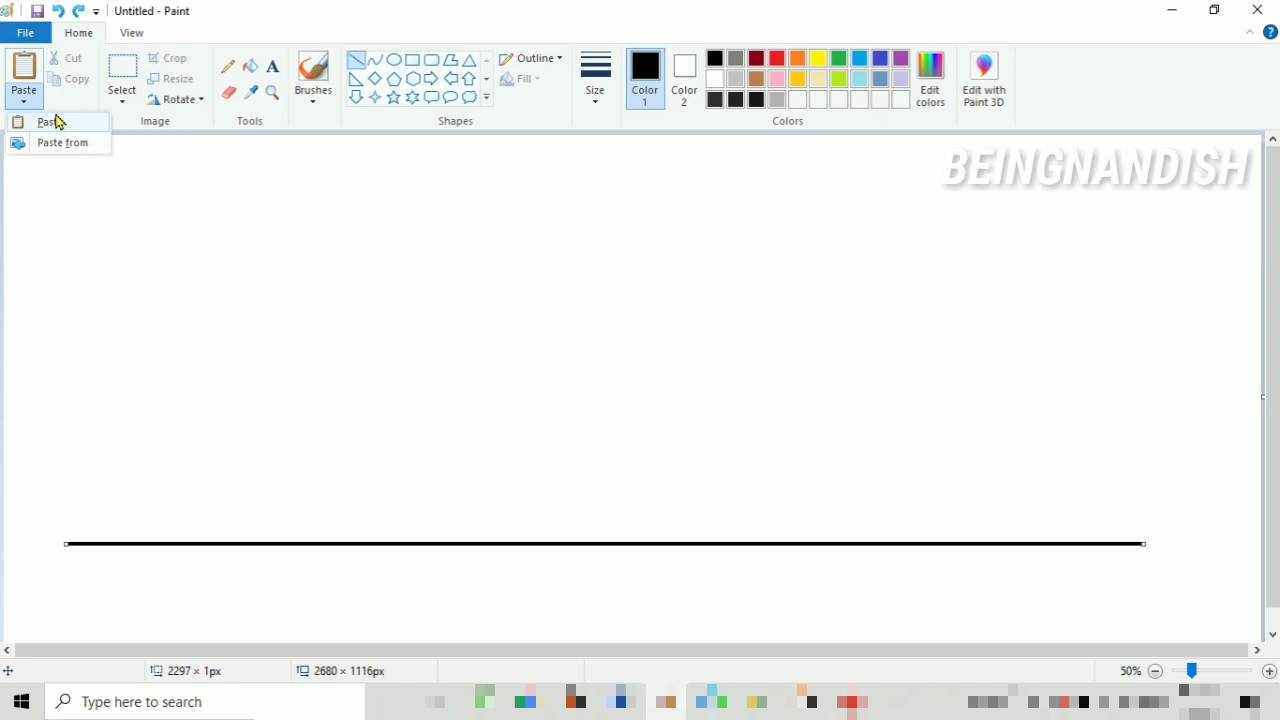 Untitled - Paint
File
Home
View
Paste
Cut
Copy
Select
Crop
Resize
Rotate
Image
A
Tools
Brushes
Shapes
Outline
Fill
Size
Color 1
Color 2
Colors
Edit colors
Edit with Paint 3D
Paste from
BEINGNANDISH
2297 × 1px
2680 × 1116px
50%
Type here to search